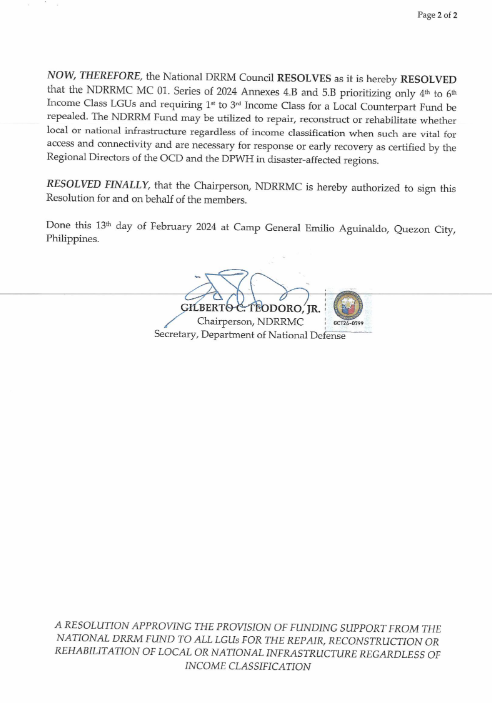 Page 2 of 2
NOW, THEREFORE, the National DRRM Council RESOLVES as it is hereby RESOLVED
that the NDRRMC MC 01. Series of 2024 Annexes 4.B and 5.B prioritizing only 4th to 6th
Income Class LGUs and requiring 1st to 3rd Income Class for a Local Counterpart Fund be
repealed. The NDRRM Fund may be utilized to repair, reconstruct or rehabilitate whether
local or national infrastructure regardless of income classification when such are vital for
access and connectivity and are necessary for response or early recovery as certified by the
Regional Directors of the OCD and the DPWH in disaster-affected regions.
RESOLVED FINALLY, that the Chairperson, NDRRMC is hereby authorized to sign this
Resolution for and on behalf of the members.
Done this 13th day of February 2024 at Camp General Emilio Aguinaldo, Quezon City,
Philippines.
GILBERTO C. TEODORO, JR.
Chairperson, NDRRMC
Secretary, Department of National Defense
A RESOLUTION APPROVING THE PROVISION OF FUNDING SUPPORT FROM THE
NATIONAL DRRM FUND TO ALL LGUs FOR THE REPAIR, RECONSTRUCTION OR
REHABILITATION OF LOCAL OR NATIONAL INFRASTRUCTURE REGARDLESS OF
INCOME CLASSIFICATION